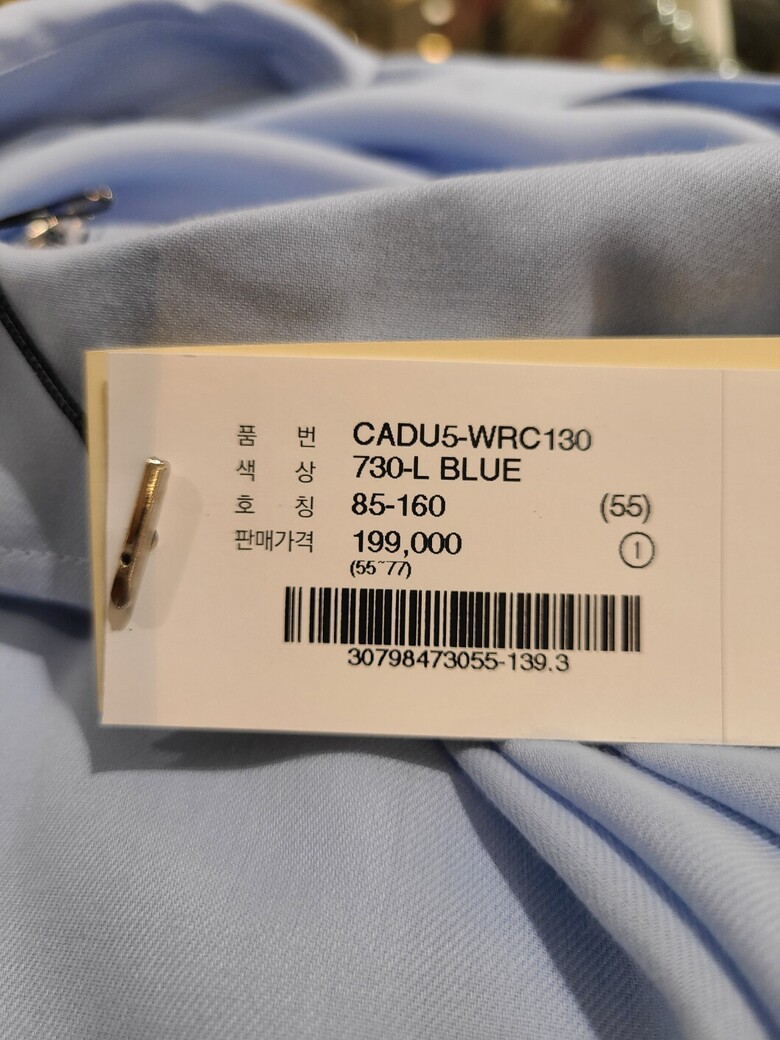 품 번 CADU5-WRC130
색 상 730-L BLUE
호 칭 85-160 (55)
판매가격 199,000 ①
(55~77)
30798473055-139.3